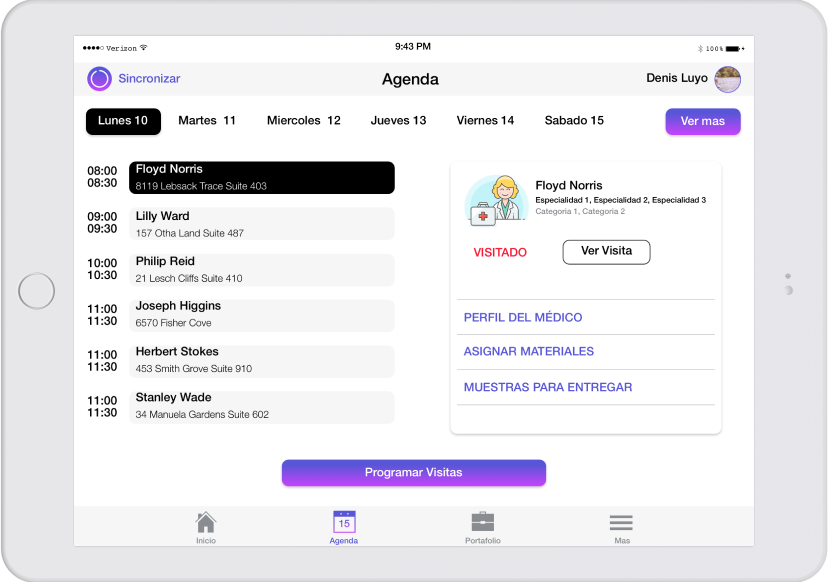 Verizon
9:43 PM
100%
Sincronizar
Agenda
Denis Luyo
Lunes 10
Martes 11
Miercoles 12
Jueves 13
Viernes 14
Sabado 15
Ver mas
08:00
08:30
Floyd Norris
8119 Lebsack Trace Suite 403
09:00
09:30
Lilly Ward
157 Otha Land Suite 487
10:00
10:30
Philip Reid
21 Lesch Cliffs Suite 410
11:00
11:30
Joseph Higgins
6570 Fisher Cove
11:00
11:30
Herbert Stokes
453 Smith Grove Suite 910
11:00
11:30
Stanley Wade
34 Manuela Gardens Suite 602
Floyd Norris
Especialidad 1, Especialidad 2, Especialidad 3
Categoria 1, Categoria 2
VISITADO
Ver Visita
PERFIL DEL MÉDICO
ASIGNAR MATERIALES
MUESTRAS PARA ENTREGAR
Programar Visitas
Inicio
15
Agenda
Portafolio
Mas